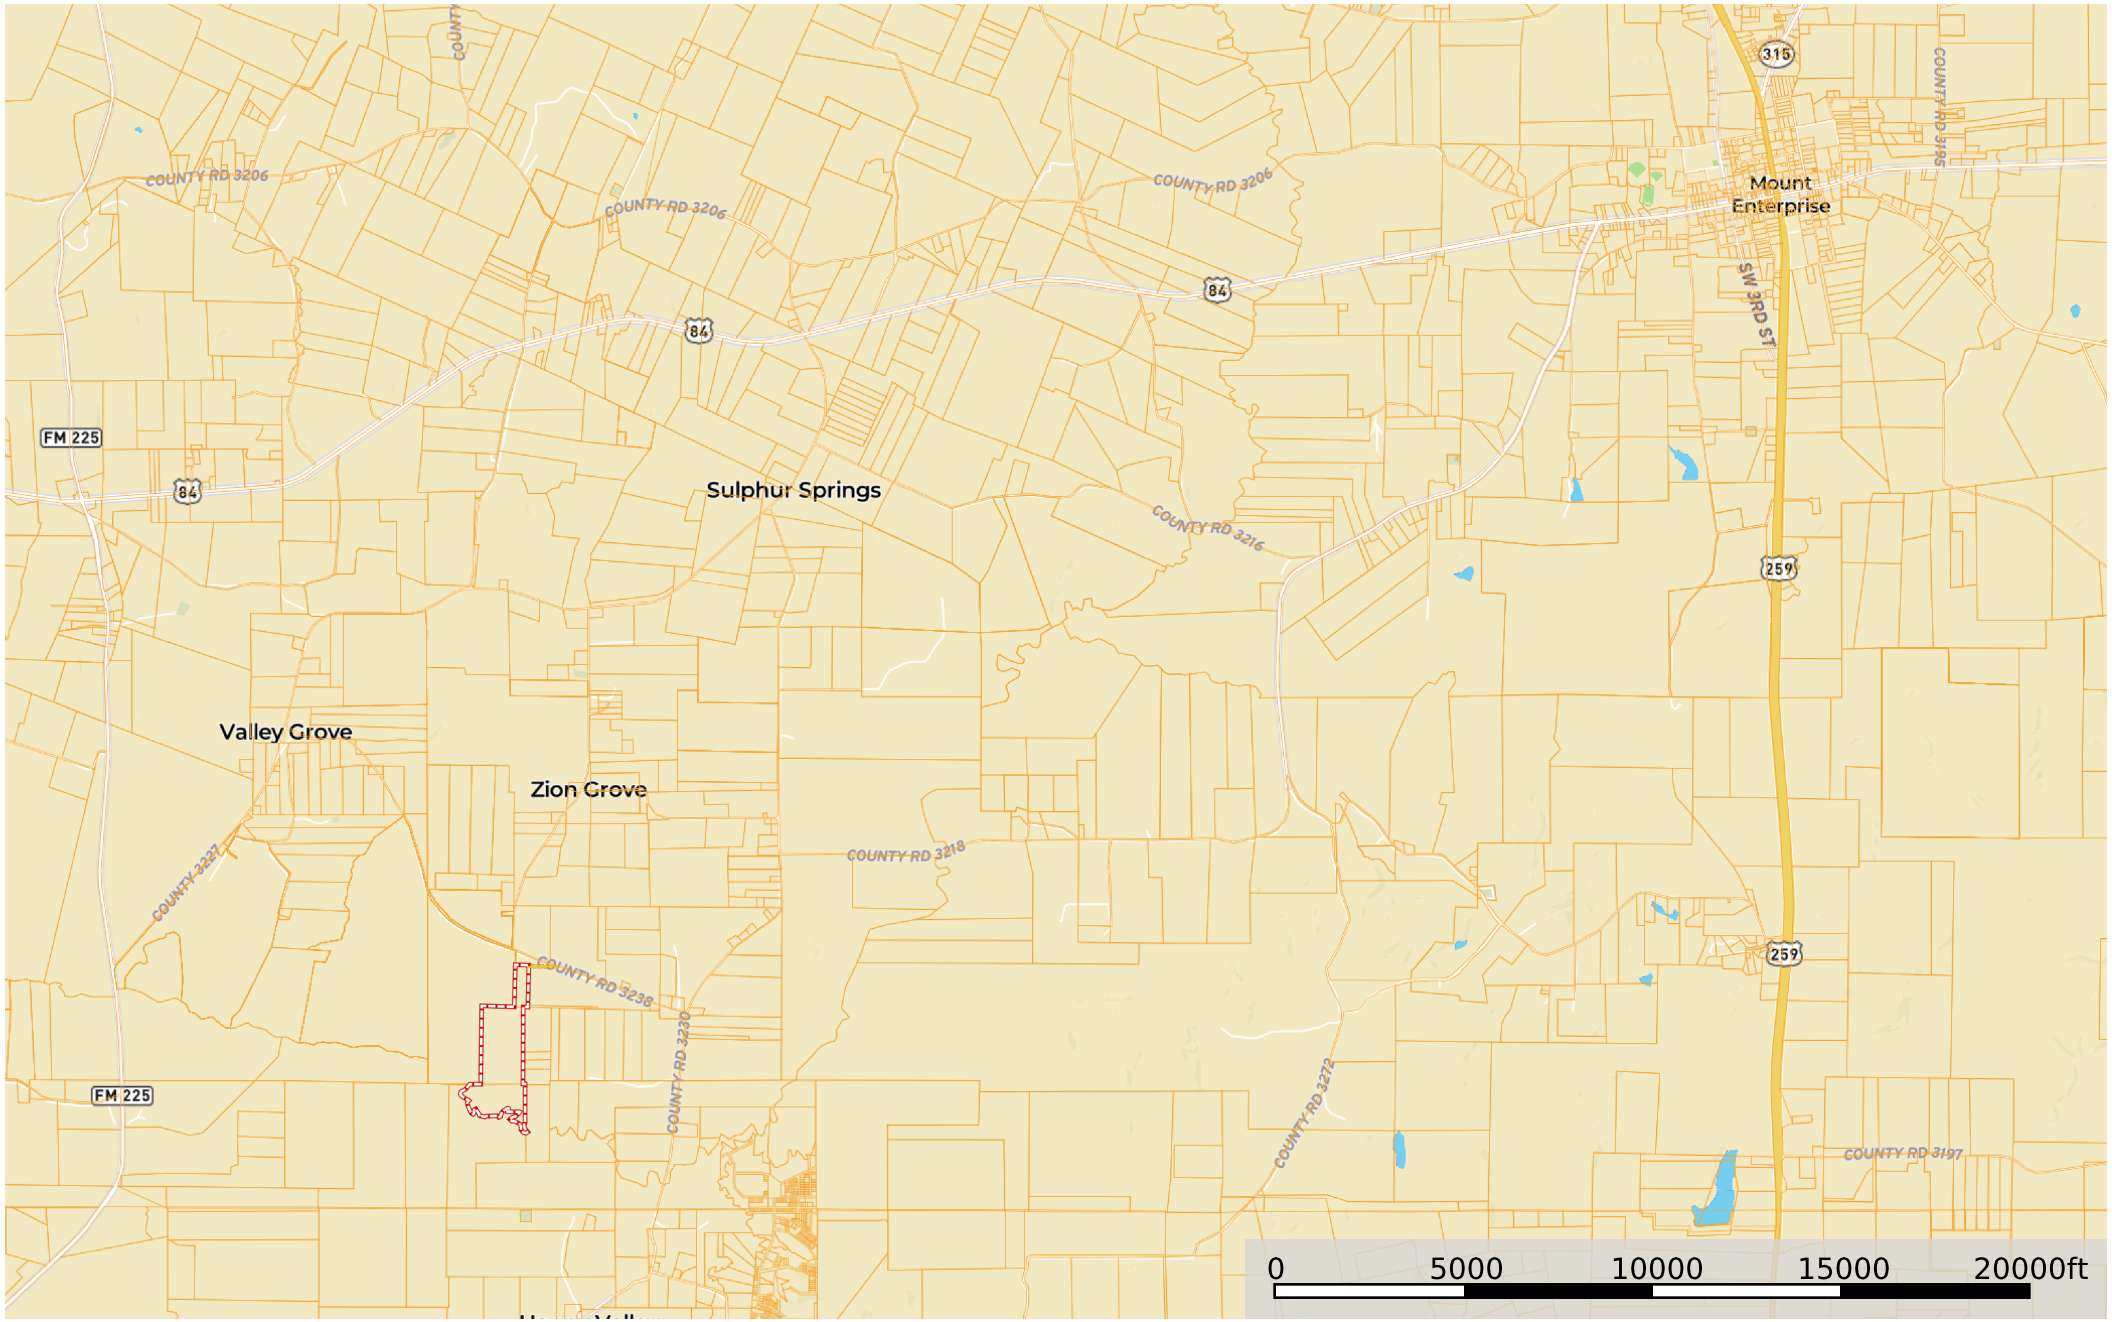 COUNTY
315
COUNTY RD 3195
COUNTY RD 3206
COUNTY RD 3206
COUNTY RD 3206
Mount
Enterprise
84
84
SW 3RD ST
FM 225
84
Sulphur Springs
COUNTY RD 3216
259
Valley Grove
Zion Grove
COUNTY RD 3218
COUNTY 3227
259
COUNTY RD 3238
COUNTY RD 3230
FM 225
COUNTY RD 3272
COUNTY RD 3197
0 5000 10000 15000 20000ft